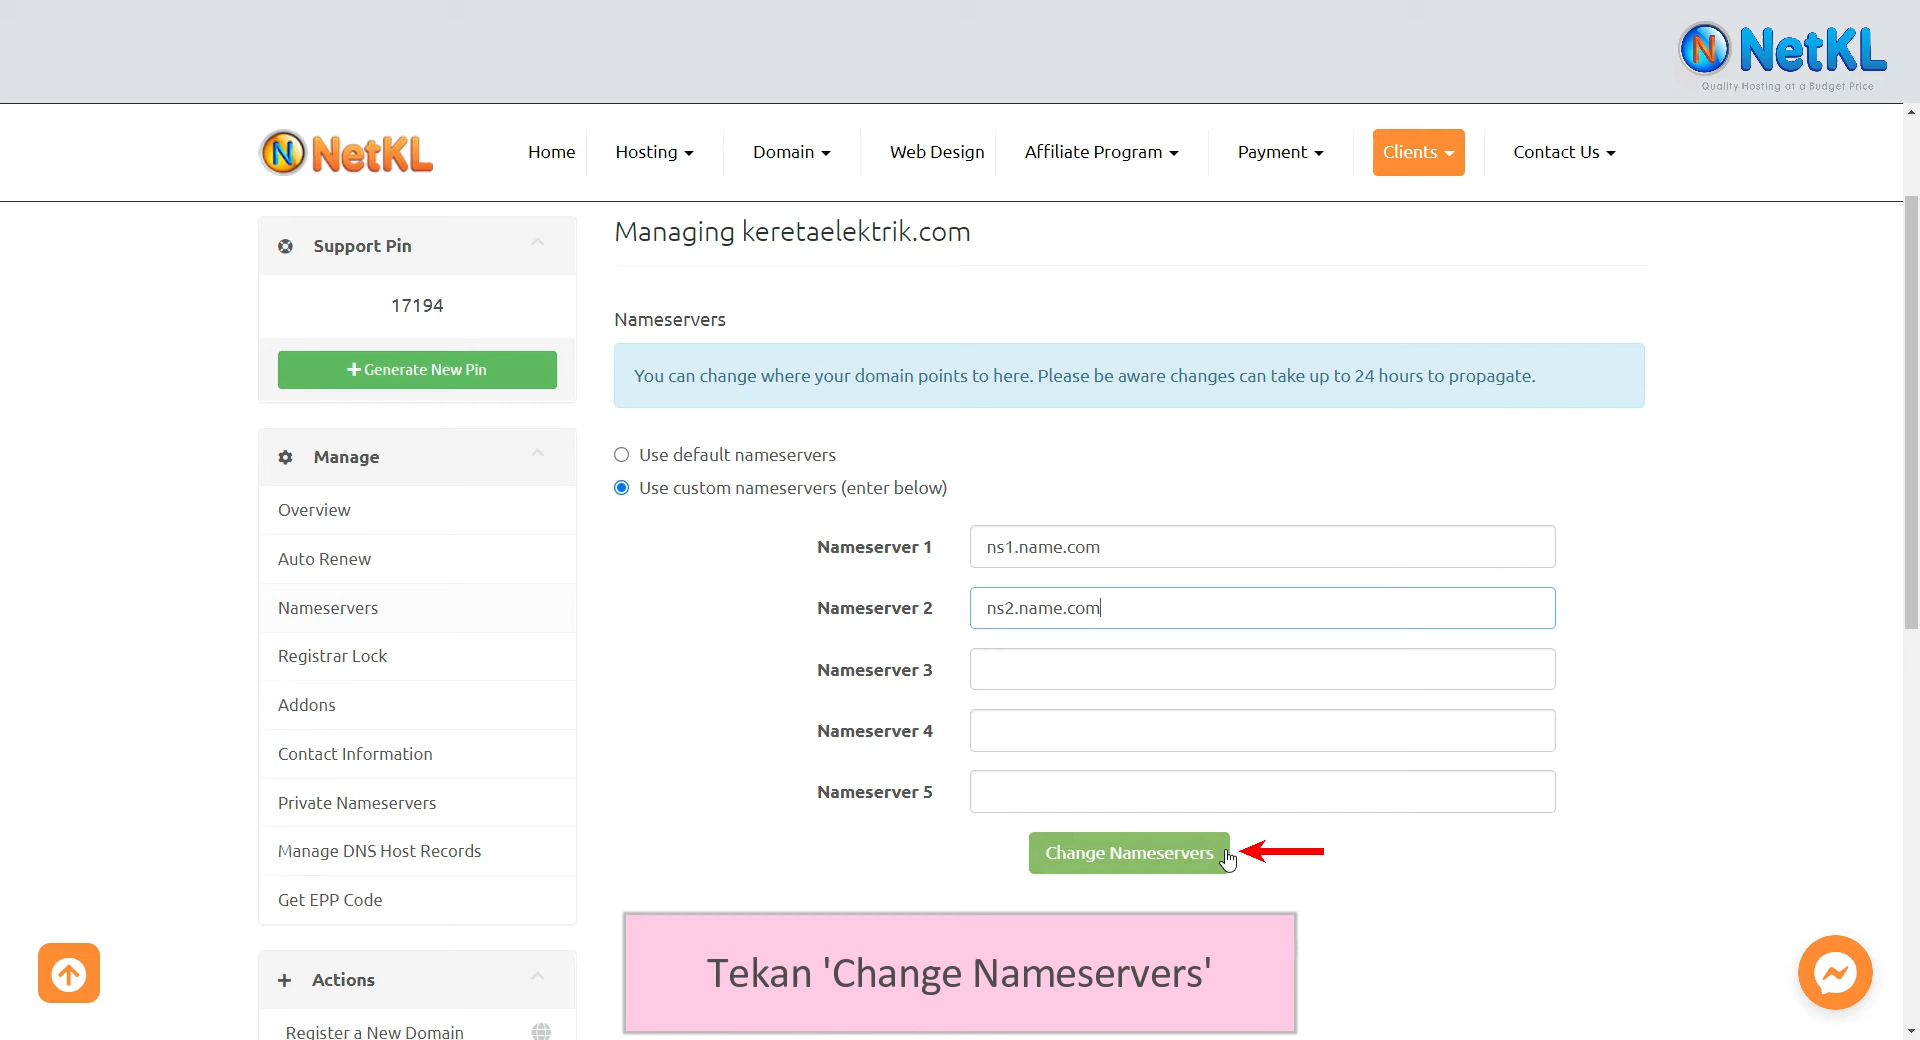 NetKL
Quality Hosting at a Budget Price
NetKL
Home
Hosting
Domain
Web Design
Affiliate Program
Payment
Clients
Contact Us
Support Pin
17194
Generate New Pin
Manage
Overview
Auto Renew
Nameservers
Registrar Lock
Addons
Contact Information
Private Nameservers
Manage DNS Host Records
Get EPP Code
Actions
Register a New Domain
Managing keretaelektrik.com
Nameservers
You can change where your domain points to here. Please be aware changes can take up to 24 hours to propagate.
Use default nameservers
Use custom nameservers (enter below)
Nameserver 1 ns1.name.com
Nameserver 2 ns2.name.com
Nameserver 3
Nameserver 4
Nameserver 5
Change Nameservers
Tekan 'Change Nameservers'